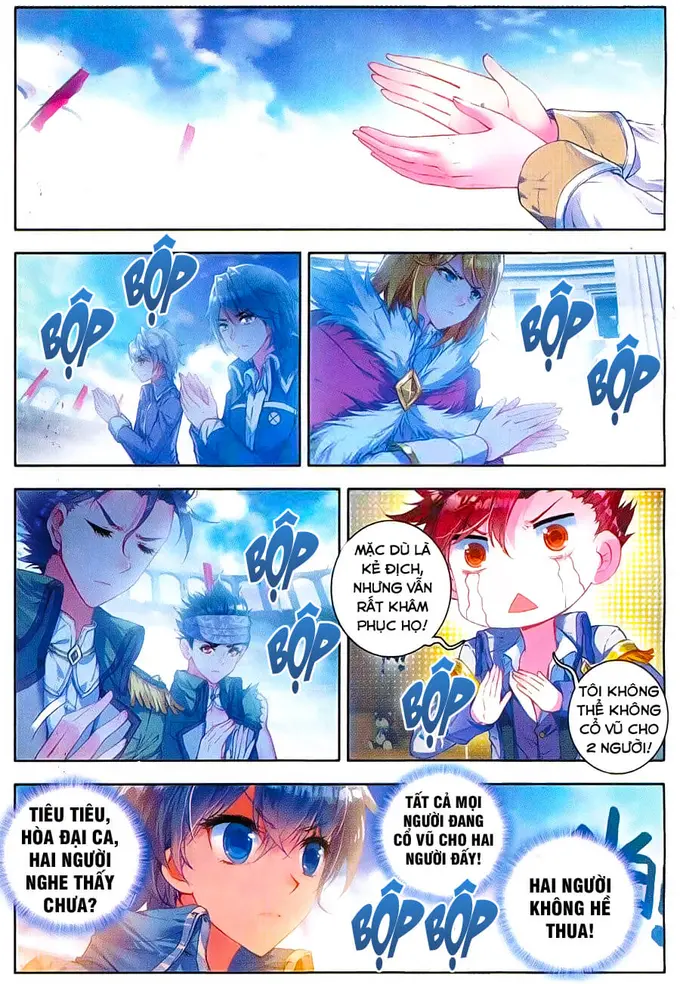 BỘP
BỘP
BỘP
BỘP
BỘP
BỘP
MẶC DÙ LÀ
KẺ ĐỊCH,
NHƯNG VẪN
RẤT KHÂM
PHỤC HỌ!
BỘP
TÔI KHÔNG
THỂ KHÔNG
CỔ VŨ CHO
2 NGƯỜI!
TIÊU TIÊU,
HÒA ĐẠI CA,
HAI NGƯỜI
NGHE THẤY
CHƯA?
TẤT CẢ MỌI
NGƯỜI ĐANG
CỔ VŨ CHO HAI
NGƯỜI ĐẤY!
BỘP
BỘP
HAI NGƯỜI
KHÔNG HỀ
THUA!